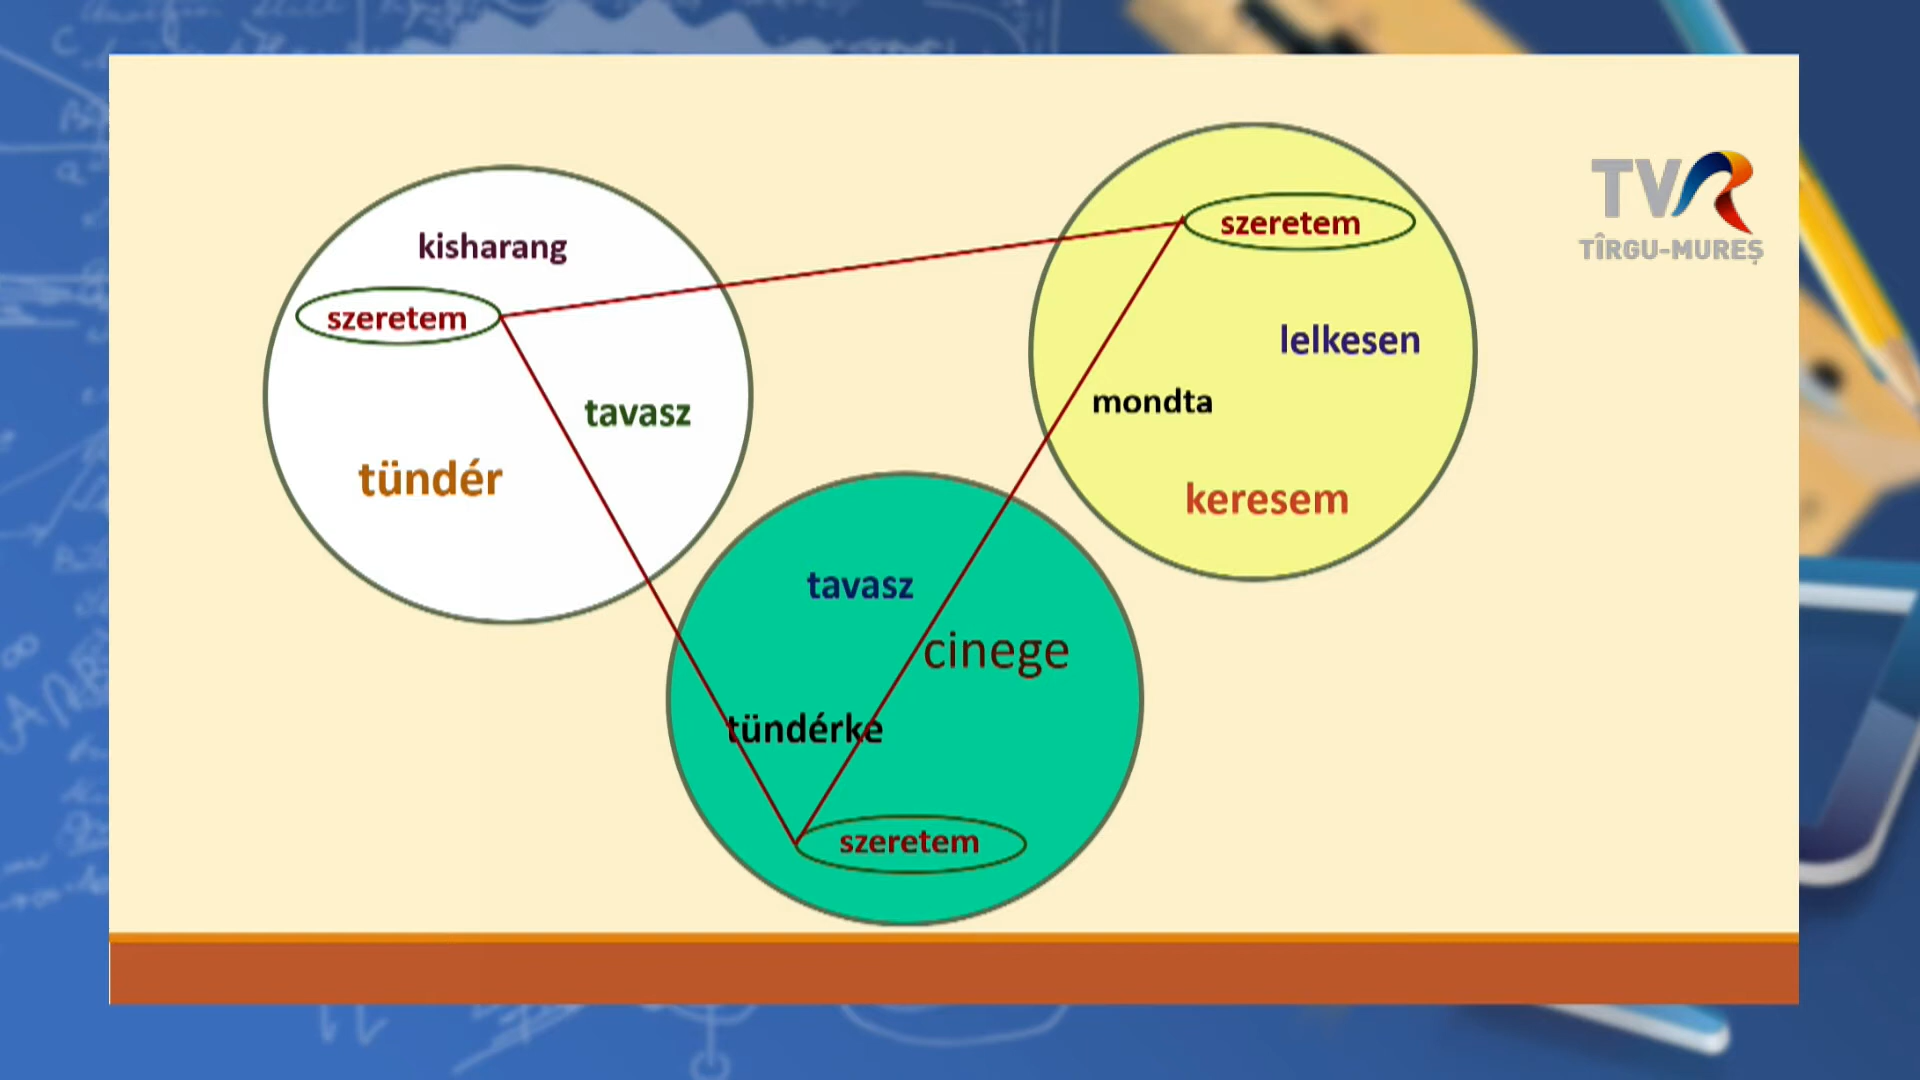 kisharang
szeretem
tavasz
tündér
szeretem
lelkesen
mondta
keresem
tavasz
cinege
tündérke
szeretem
TVR
TÎRGU-MUREȘ